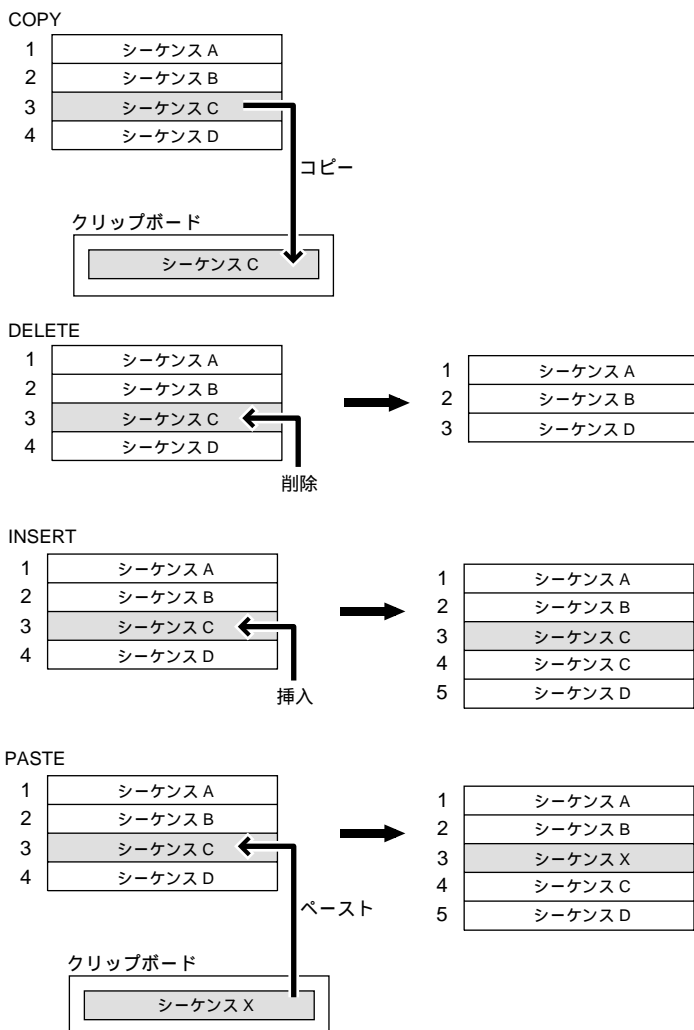 COPY
1 シーケンス A
2 シーケンス B
3 シーケンス C
4 シーケンス D
コピー
クリップボード
シーケンス C
DELETE
1 シーケンス A
2 シーケンス B
3 シーケンス C
4 シーケンス D
削除
1 シーケンス A
2 シーケンス B
3 シーケンス D
INSERT
1 シーケンス A
2 シーケンス B
3 シーケンス C
4 シーケンス D
挿入
1 シーケンス A
2 シーケンス B
3 シーケンス C
4 シーケンス C
5 シーケンス D
PASTE
1 シーケンス A
2 シーケンス B
3 シーケンス C
4 シーケンス D
ペースト
クリップボード
シーケンス X
1 シーケンス A
2 シーケンス B
3 シーケンス X
4 シーケンス C
5 シーケンス D